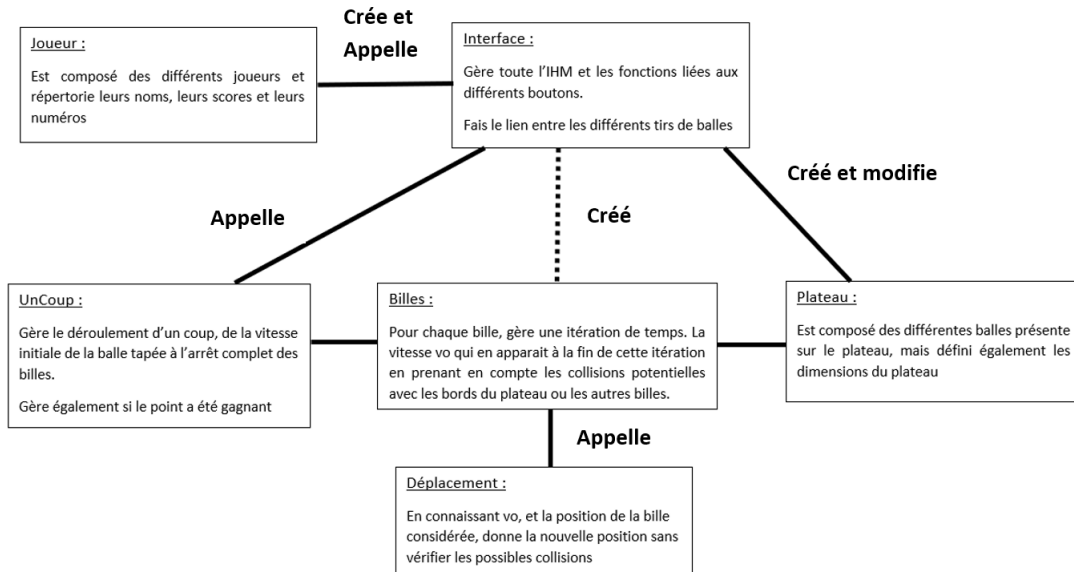 Joueur :
Est composé des différents joueurs et
répertorie leurs noms, leurs scores et leurs
numéros
Crée et
Appelle
Interface :
Gère toute l'IHM et les fonctions liées aux
différents boutons.
Fais le lien entre les différents tirs de balles
Appelle
Créé
Créé et modifie
UnCoup :
Gère le déroulement d'un coup, de la vitesse
initiale de la balle tapée à l'arrêt complet des
billes.
Gère également si le point a été gagnant
Billes :
Pour chaque bille, gère une itération de temps. La
vitesse vo qui en apparait à la fin de cette itération
en prenant en compte les collisions potentielles
avec les bords du plateau ou les autres billes.
Plateau :
Est composé des différentes balles présente
sur le plateau, mais défini également les
dimensions du plateau
Appelle
Déplacement :
En connaissant vo, et la position de la bille
considérée, donne la nouvelle position sans
vérifier les possibles collisions